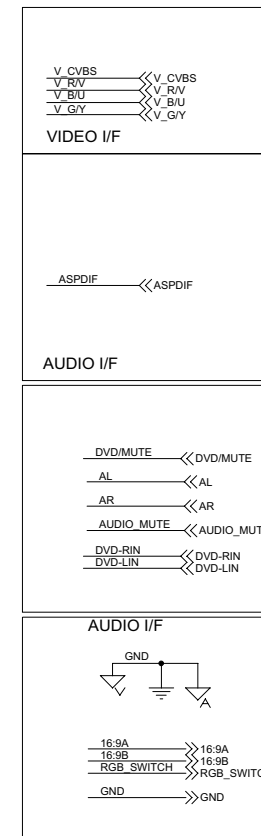 V_CVBS V_CVBS
V_R/V V_R/V
V_B/U V_B/U
V_G/Y V_G/Y
VIDEO I/F
ASPDIF ASPDIF
AUDIO I/F
DVD/MUTE DVD/MUTE
AL AL
AR AR
AUDIO_MUTE AUDIO_MUT
DVD-RIN DVD-RIN
DVD-LIN DVD-LIN
AUDIO I/F
GND
V A
16:9A 16:9A
16:9B 16:9B
RGB_SWITCH RGB_SWITC
GND GND